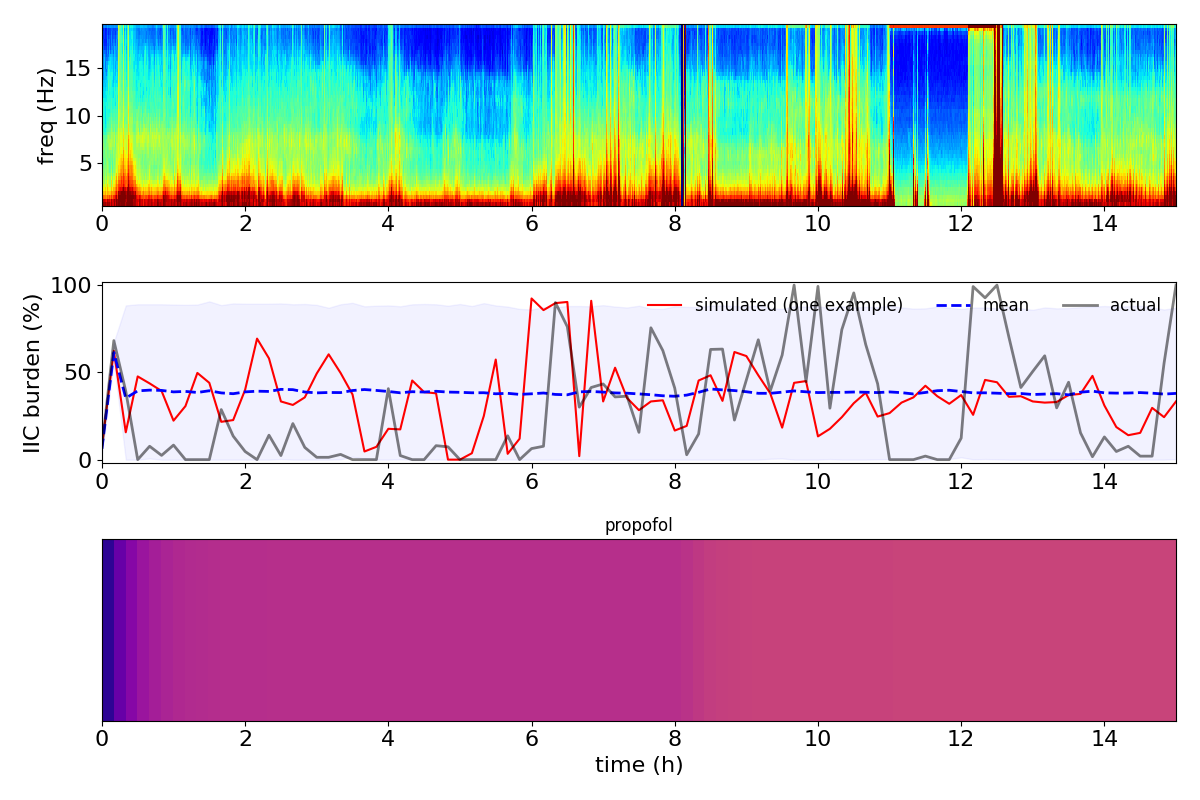 freq (Hz)
15
10
5
0 2 4 6 8 10 12 14
IIC burden (%)
100
50
0
simulated (one example) mean actual
0 2 4 6 8 10 12 14
propofol
0 2 4 6 8 10 12 14
time (h)